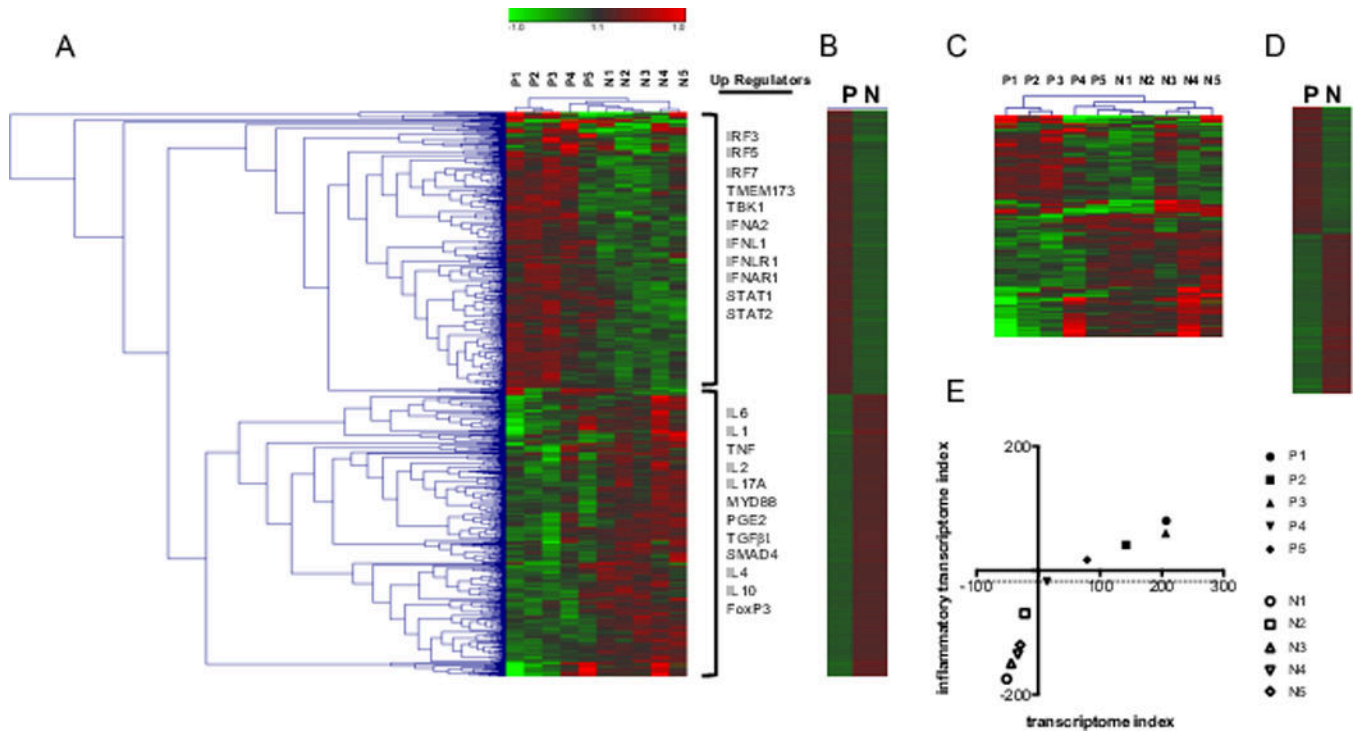 -1.0 1:1 1.0
A
P1 P2 P3 P4 P5 N1 N2 N3 N4 N5
Up Regulators
IRF3
IRF5
IRF7
TMEM173
TBK1
IFNA2
IFNL1
IFNLR1
IFNAR1
STAT1
STAT2
IL6
IL1
TNF
IL2
IL17A
MYD88
PGE2
TGFβ1
SMAD4
IL4
IL10
FoxP3
B
P N
C
P1 P2 P3 P4 P5 N1 N2 N3 N4 N5
D
P N
E
inflammatory transcriptome index
200
-100 0 100 200 300
-200
transcriptome index
P1
P2
P3
P4
P5
N1
N2
N3
N4
N5